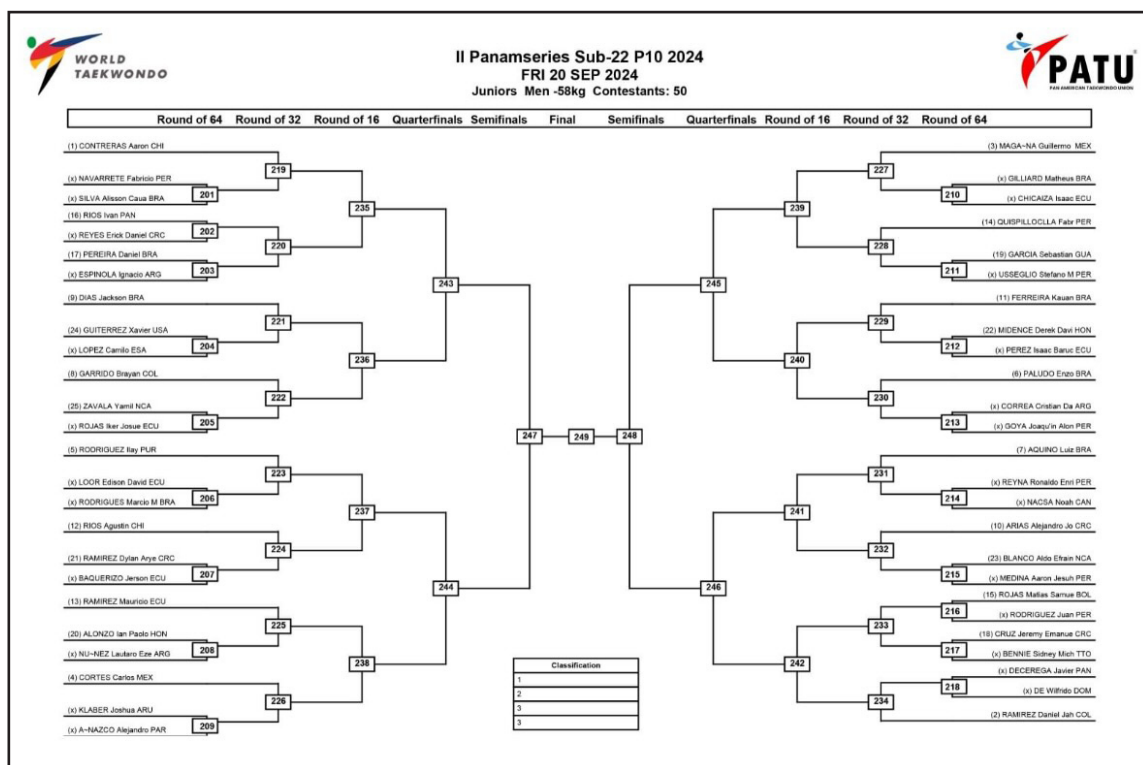 WORLD
TAEKWONDO
II Panamseries Sub-22 P10 2024
FRI 20 SEP 2024
Juniors Men -58kg Contestants: 50
PATU
PAN AMERICAN TAEKWONDO UNION
Round of 64 Round of 32 Round of 16 Quarterfinals Semifinals Final Semifinals Quarterfinals Round of 16 Round of 32 Round of 64
(1) CONTRERAS Aaron CHI
(x) NAVARRETE Fabricio PER
(x) SILVA Alisson Caua BRA
(16) RIOS Ivan PAN
(x) REYES Erick Daniel CRC
(17) PEREIRA Daniel BRA
(x) ESPINOLA Ignacio ARG
(9) DIAS Jackson BRA
(24) GUITERREZ Xavier USA
(x) LOPEZ Camilo ESA
(8) GARRIDO Brayan COL
(25) ZAVALA Yamil NCA
(x) ROJAS Iker Josue ECU
(5) RODRIGUEZ Ilay PUR
(x) LOOR Edison David ECU
(x) RODRIGUES Marcio M BRA
(12) RIOS Agustin CHI
(21) RAMIREZ Dylan Arye CRC
(x) BAQUERIZO Jerson ECU
(13) RAMIREZ Mauricio ECU
(20) ALONZO Ian Paolo HON
(x) NU~NEZ Lautaro Eze ARG
(4) CORTES Carlos MEX
(x) KLABER Joshua ARU
(x) A~NAZCO Alejandro PAR
201
202
203
204
205
206
207
208
209
219
220
221
222
223
224
225
226
235
236
237
238
243
244
247
249
248
245
246
239
240
241
242
227
228
229
230
231
232
233
234
210
211
212
213
214
215
216
217
218
(3) MAGA~NA Guillermo MEX
(x) GILLIARD Matheus BRA
(x) CHICAIZA Isaac ECU
(14) QUISPILLOCLLA Fabr PER
(19) GARCIA Sebastian GUA
(x) USSEGLIO Stefano M PER
(11) FERREIRA Kauan BRA
(22) MIDENCE Derek Davi HON
(x) PEREZ Isaac Baruc ECU
(6) PALUDO Enzo BRA
(x) CORREA Cristian Da ARG
(x) GOYA Joaqu'in Alon PER
(7) AQUINO Luiz BRA
(x) REYNA Ronaldo Enri PER
(x) NACSA Noah CAN
(10) ARIAS Alejandro Jo CRC
(23) BLANCO Aldo Efrain NCA
(x) MEDINA Aaron Jesuh PER
(15) ROJAS Matias Samue BOL
(x) RODRIGUEZ Juan PER
(18) CRUZ Jeremy Emanue CRC
(x) BENNIE Sidney Mich TTO
(x) DECEREGA Javier PAN
(x) DE Wilfrido DOM
(2) RAMIREZ Daniel Jah COL
Classification
1
2
3
3